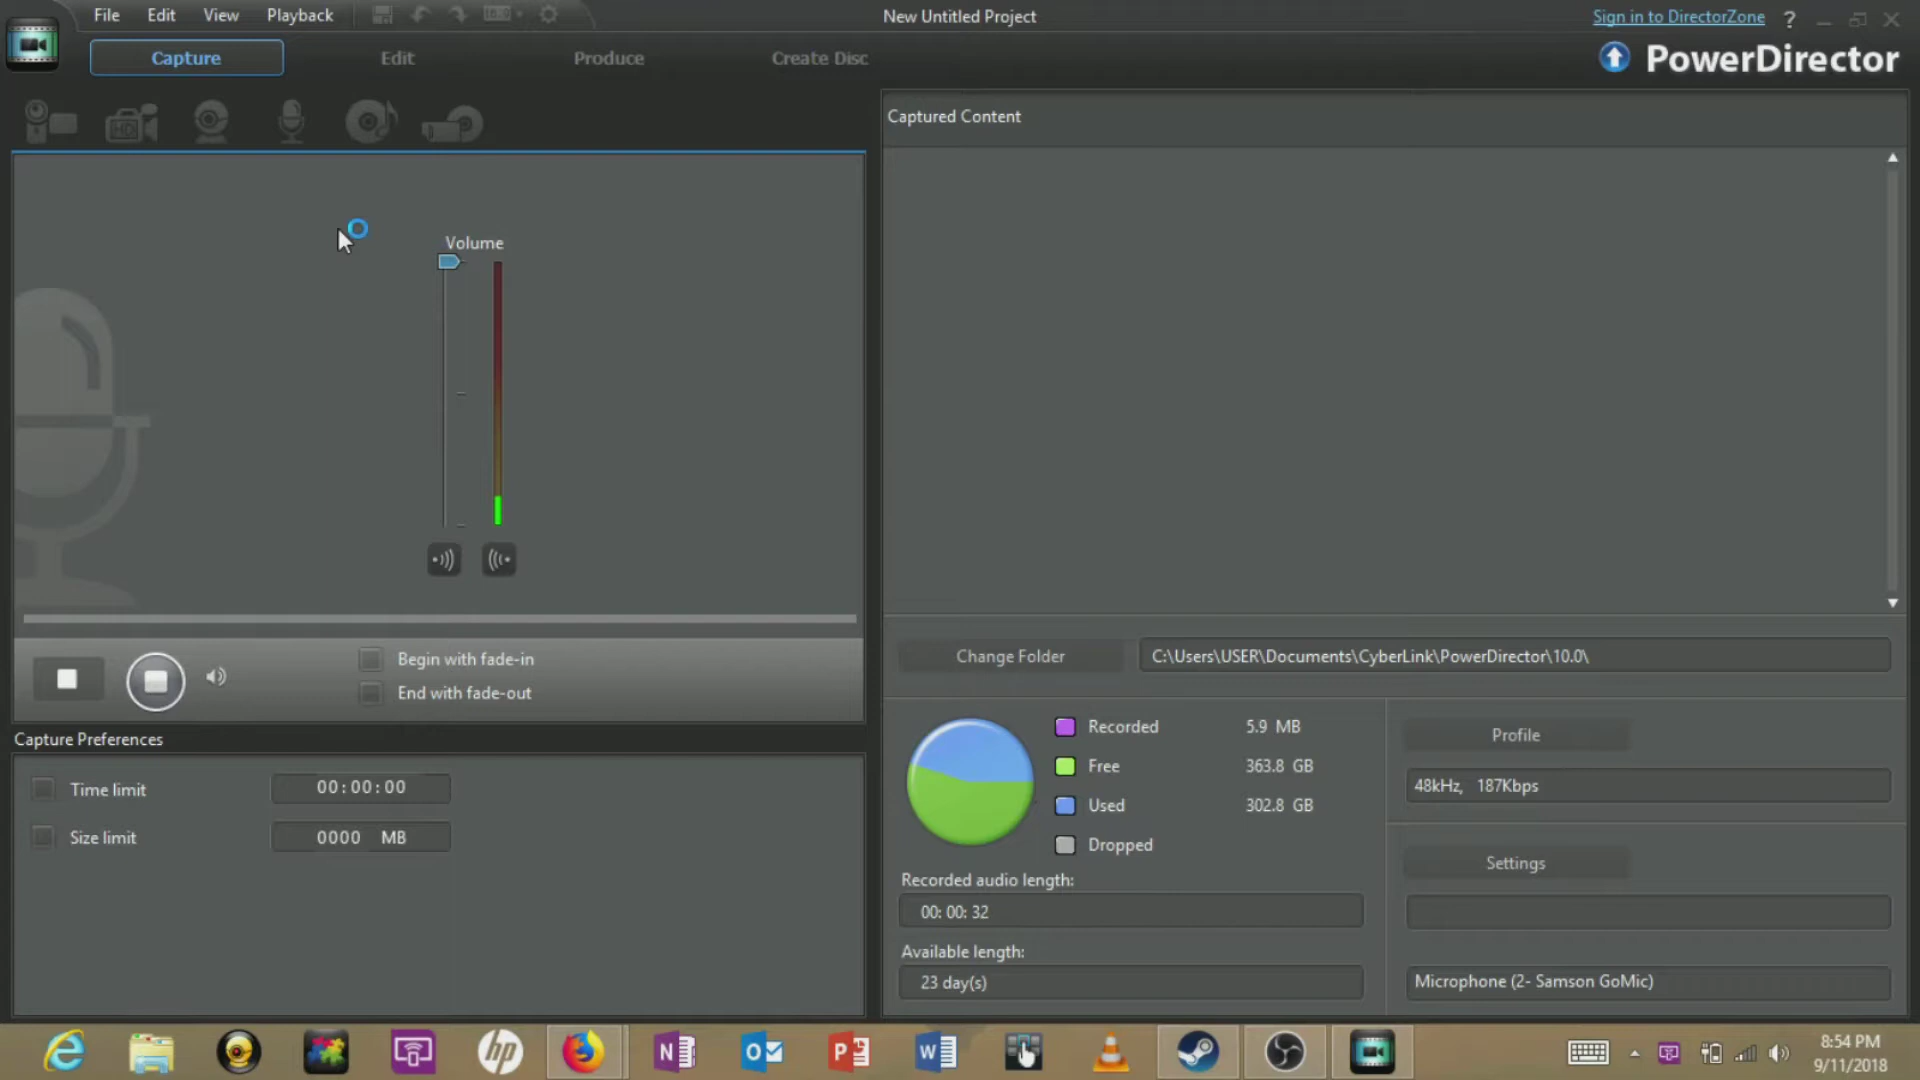 File Edit View Playback
New Untitled Project
Sign in to DirectorZone ?
Capture Edit Produce Create Disc
PowerDirector
HD
Captured Content
Volume
Change Folder C:\Users\USER\Documents\CyberLink\PowerDirector\10.0\
Begin with fade-in
End with fade-out
Capture Preferences
Time limit 00:00:00
Size limit 0000 MB
Recorded 5.9 MB
Free 363.8 GB
Used 302.8 GB
Dropped
Recorded audio length:
00: 00: 32
Available length:
23 day(s)
Profile
48kHz, 187Kbps
Settings
Microphone (2- Samson GoMic)
8:54 PM
9/11/2018